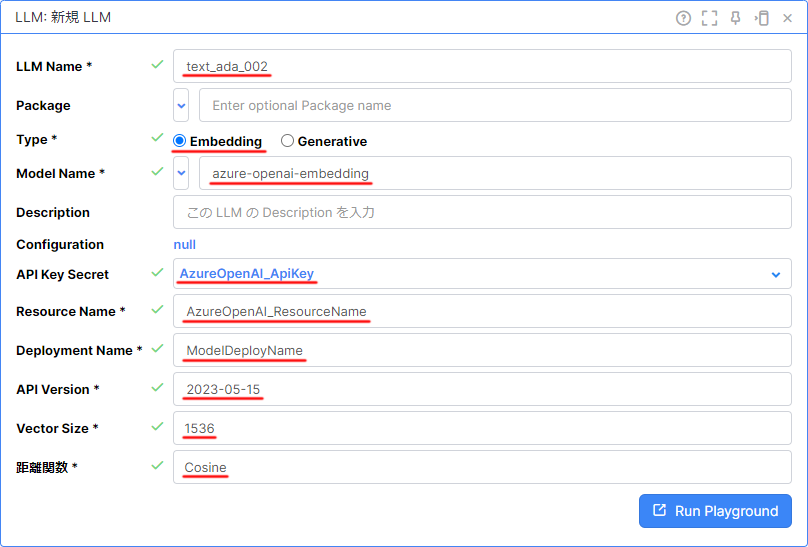 LLM: 新規 LLM
LLM Name * text_ada_002
Package Enter optional Package name
Type * Embedding Generative
Model Name * azure-openai-embedding
Description この LLM の Description を入力
Configuration null
API Key Secret AzureOpenAI_ApiKey
Resource Name * AzureOpenAI_ResourceName
Deployment Name * ModelDeployName
API Version * 2023-05-15
Vector Size * 1536
距離関数 * Cosine
Run Playground